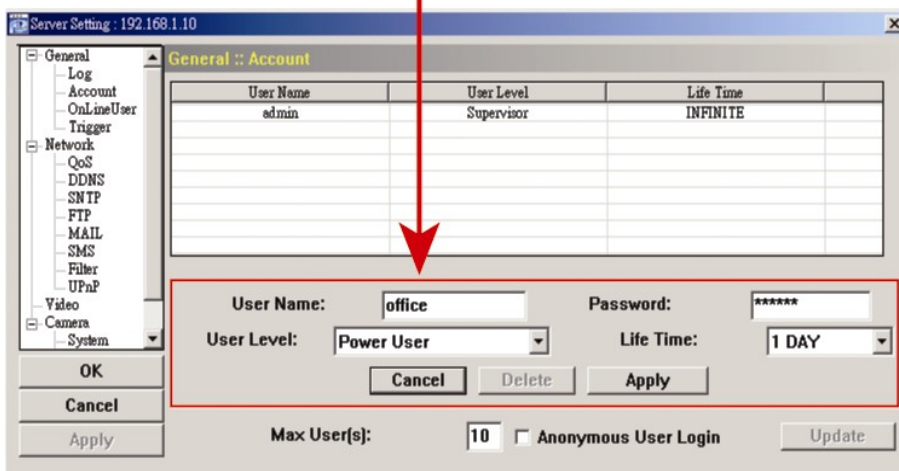 Server Setting : 192.168.1.10
General
Log
Account
OnLineUser
Trigger
Network
QoS
DDNS
SNTP
FTP
MAIL
SMS
Filter
UPnP
Video
Camera
System
OK
Cancel
Apply
General :: Account
User Name User Level Life Time
admin Supervisor INFINITE
User Name: office Password: ******
User Level: Power User Life Time: 1 DAY
Cancel Delete Apply
Max User(s): 10 Anonymous User Login Update